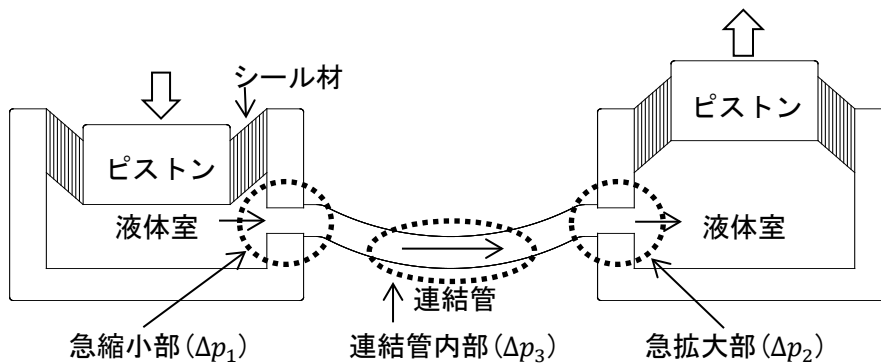 シール材
ピストン
ピストン
液体室
液体室
連結管
急縮小部(Δp₁)
連結管内部(Δp₃)
急拡大部(Δp₂)